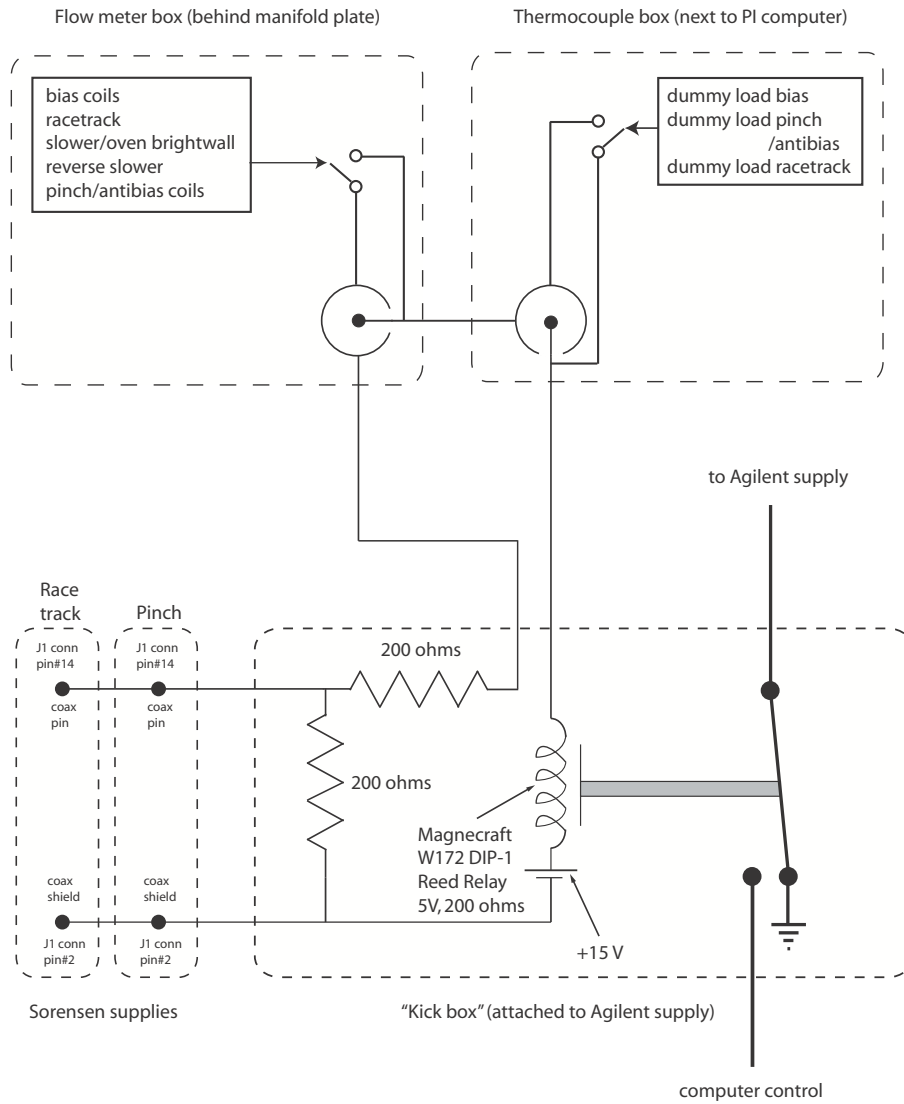 Flow meter box (behind manifold plate)
Thermocouple box (next to PI computer)
bias coils
racetrack
slower/oven brightwall
reverse slower
pinch/antibias coils
dummy load bias
dummy load pinch
/antibias
dummy load racetrack
to Agilent supply
Race
track
Pinch
J1 conn
pin#14
J1 conn
pin#14
coax
pin
coax
pin
200 ohms
200 ohms
Magnecraft
W172 DIP-1
Reed Relay
5V, 200 ohms
coax
shield
coax
shield
J1 conn
pin#2
J1 conn
pin#2
+15 V
Sorensen supplies
"Kick box" (attached to Agilent supply)
computer control